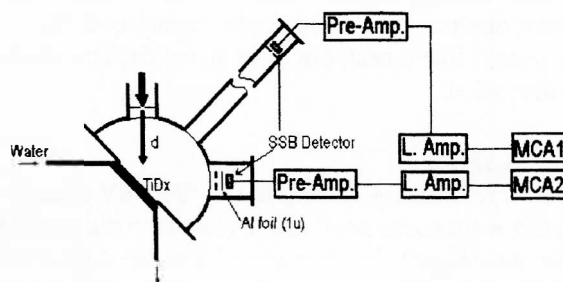 Pre-Amp.
d
SSB Detector
Water
L. Amp.
MCA1
TiDx
Pre-Amp.
L. Amp.
MCA2
Al foil (1u)